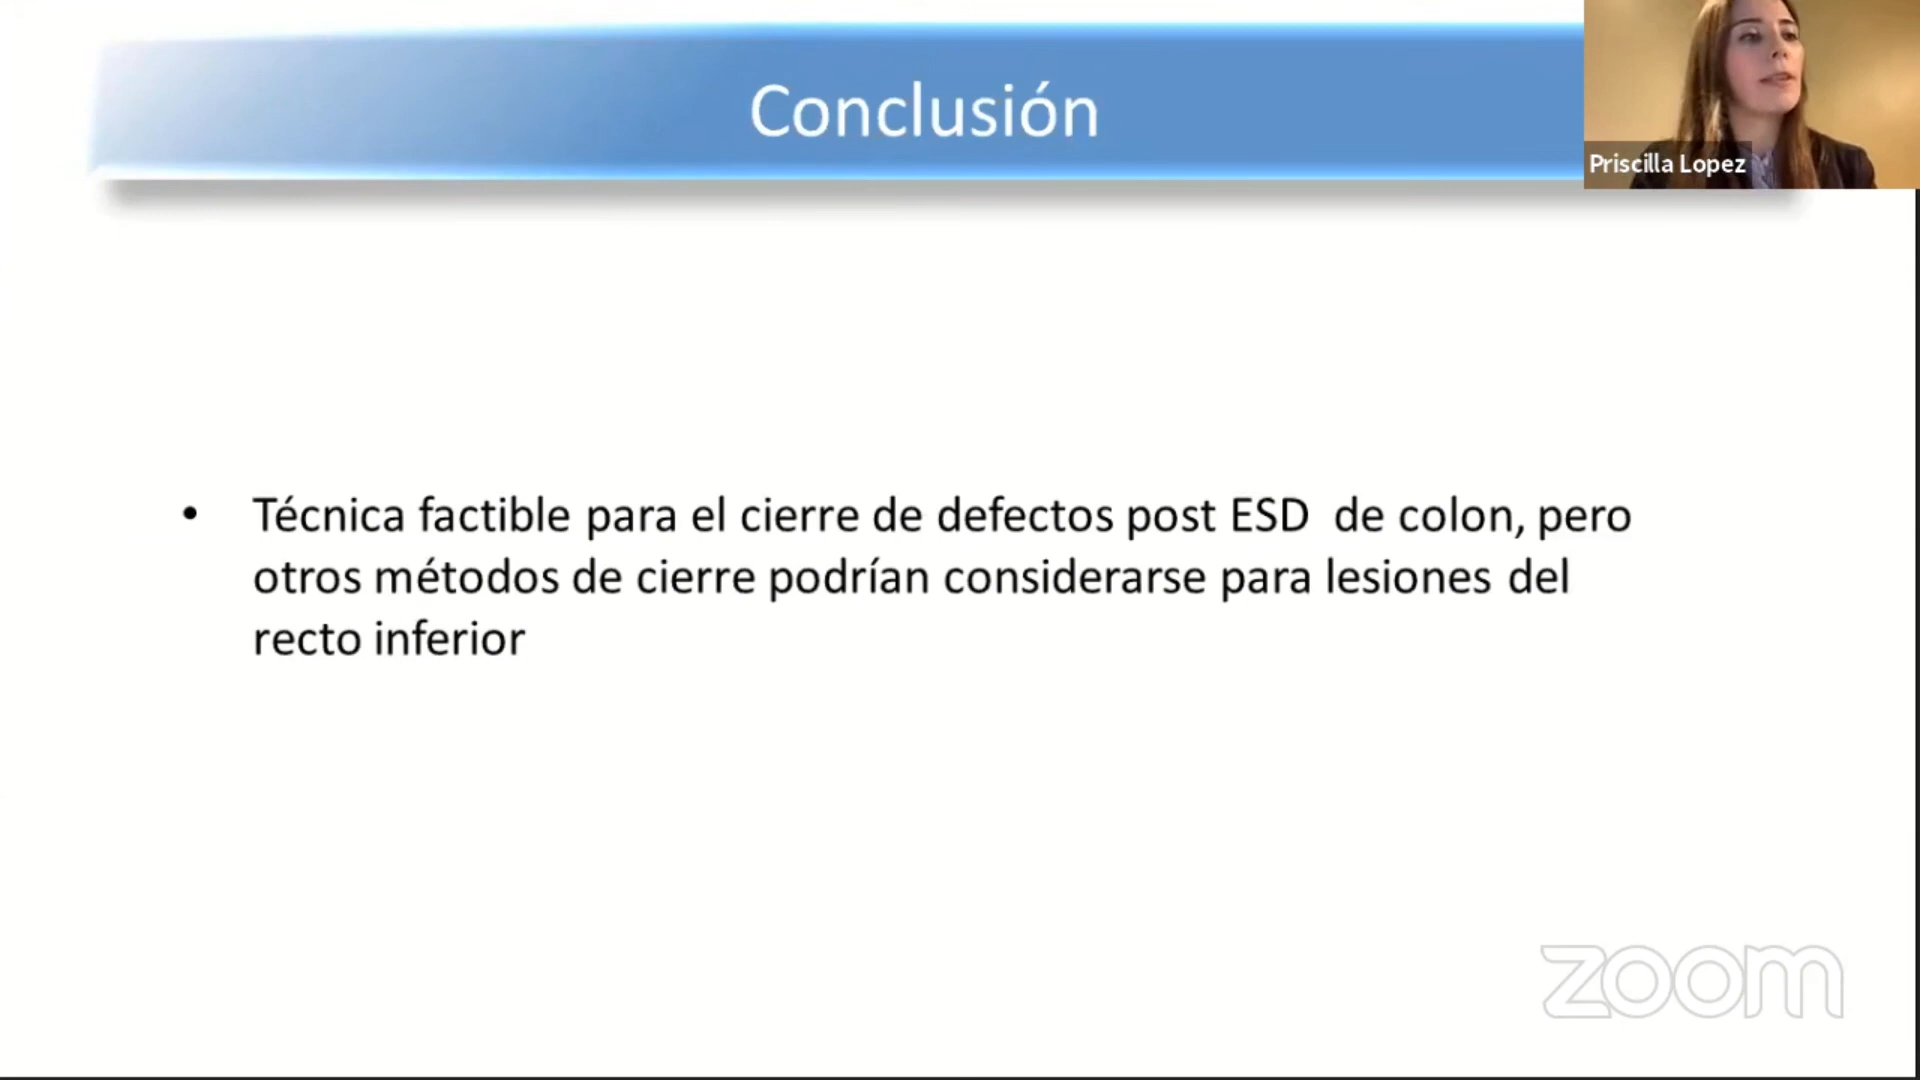 Conclusión
Priscilla Lopez
• Técnica factible para el cierre de defectos post ESD de colon, pero
otros métodos de cierre podrían considerarse para lesiones del
recto inferior
zoom